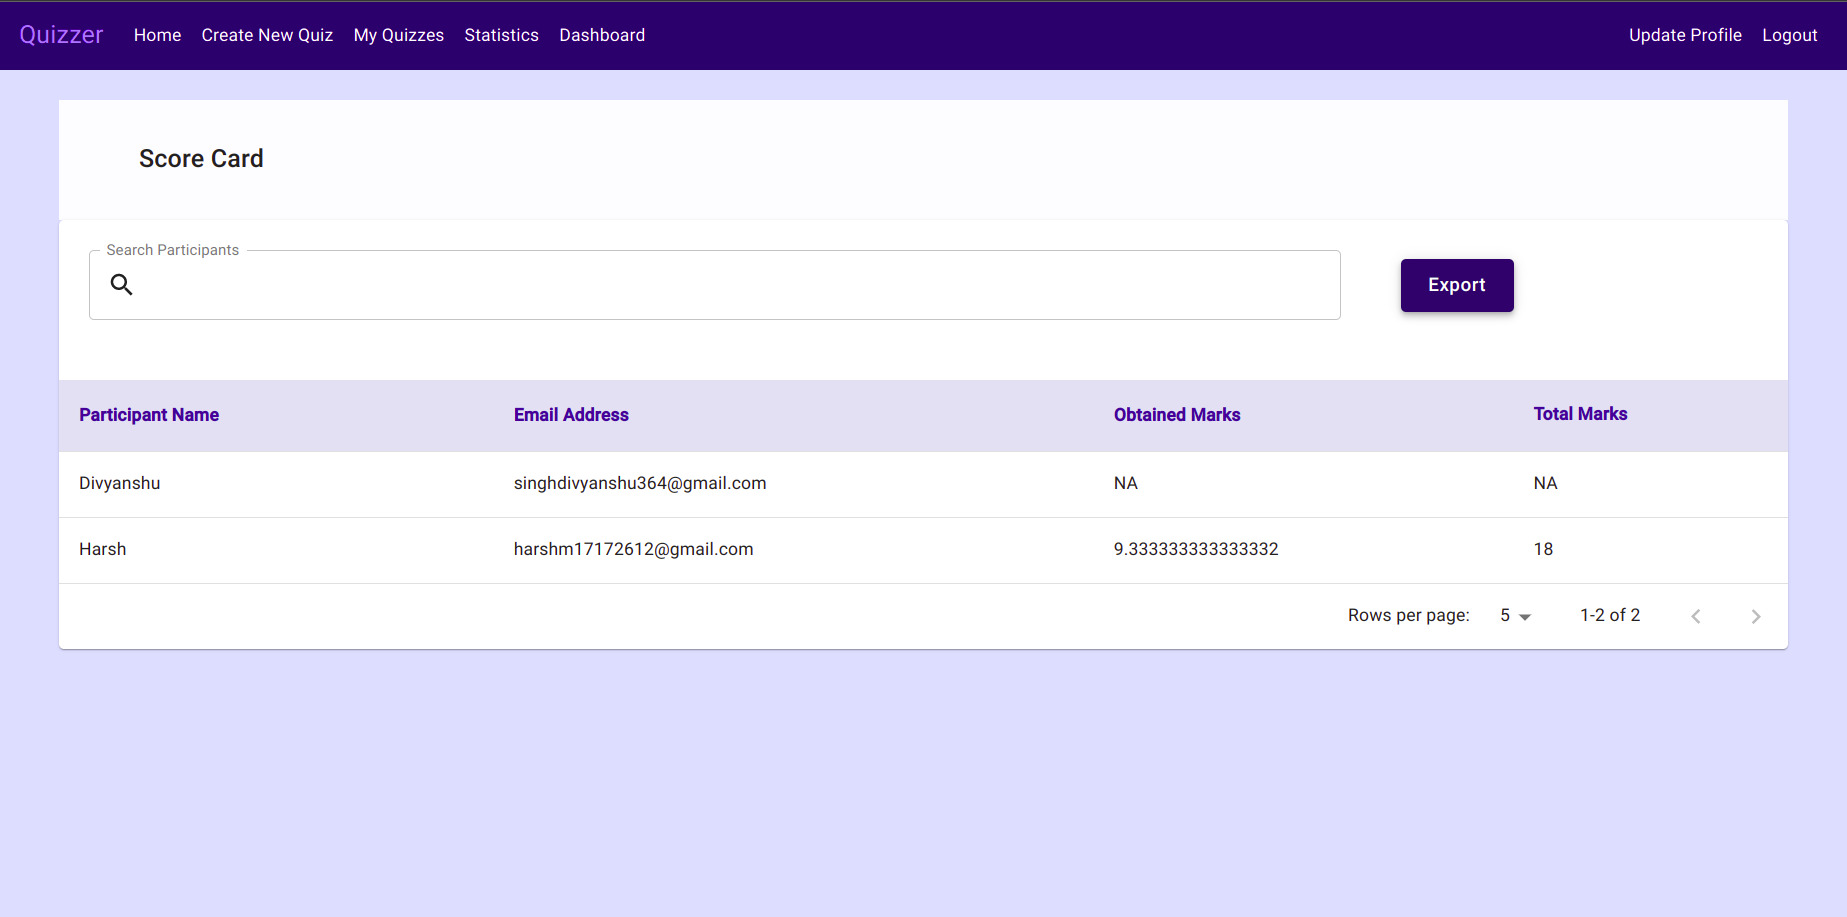 Quizzer Home Create New Quiz My Quizzes Statistics Dashboard Update Profile Logout
Score Card
Search Participants
Export
Participant Name Email Address Obtained Marks Total Marks
Divyanshu singhdivyanshu364@gmail.com NA NA
Harsh harshm17172612@gmail.com 9.333333333333332 18
Rows per page: 5 1-2 of 2